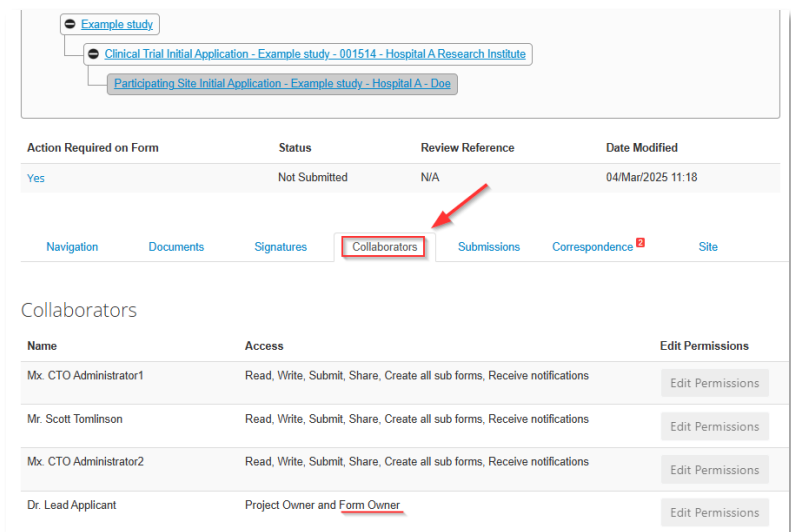 Example study
Clinical Trial Initial Application - Example study - 001514 - Hospital A Research Institute
Participating Site Initial Application - Example study - Hospital A - Doe
Action Required on Form Status Review Reference Date Modified
Yes Not Submitted N/A 04/Mar/2025 11:18
Navigation Documents Signatures Collaborators Submissions Correspondence 2 Site
Collaborators
Name Access Edit Permissions
Mx. CTO Administrator1 Read, Write, Submit, Share, Create all sub forms, Receive notifications Edit Permissions
Mr. Scott Tomlinson Read, Write, Submit, Share, Create all sub forms, Receive notifications Edit Permissions
Mx. CTO Administrator2 Read, Write, Submit, Share, Create all sub forms, Receive notifications Edit Permissions
Dr. Lead Applicant Project Owner and Form Owner Edit Permissions